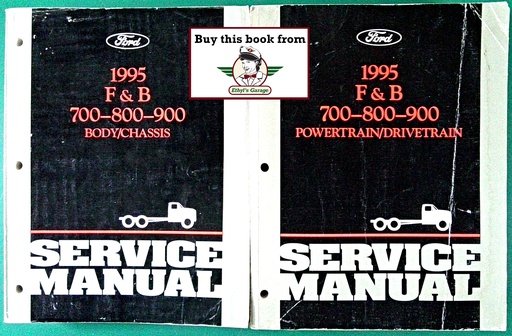 Ford
1995
F & B
700-800-900
BODY/CHASSIS
SERVICE
MANUAL
Buy this book from
Ethyl's Garage
Ford
1995
F & B
700-800-900
POWERTRAIN/DRIVETRAIN
SERVICE
MANUAL